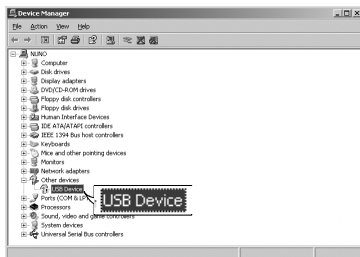 Device Manager
File Action View Help
NUNO
Computer
Disk drives
Display adapters
DVD/CD-ROM drives
Floppy disk controllers
Floppy disk drives
Human Interface Devices
IDE ATA/ATAPI controllers
IEEE 1394 Bus host controllers
Keyboards
Mice and other pointing devices
Monitors
Network adapters
Other devices
USB Device
Ports (COM & LP
USB Device
Processors
Sound, video and game controllers
System devices
Universal Serial Bus controllers